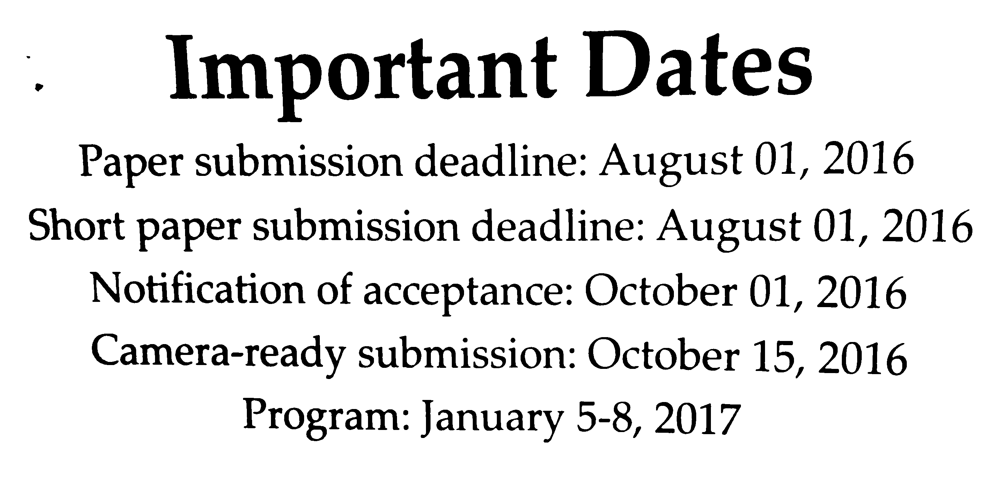 Important Dates
Paper submission deadline: August 01, 2016
Short paper submission deadline: August 01, 2016
Notification of acceptance: October 01, 2016
Camera-ready submission: October 15, 2016
Program: January 5-8, 2017